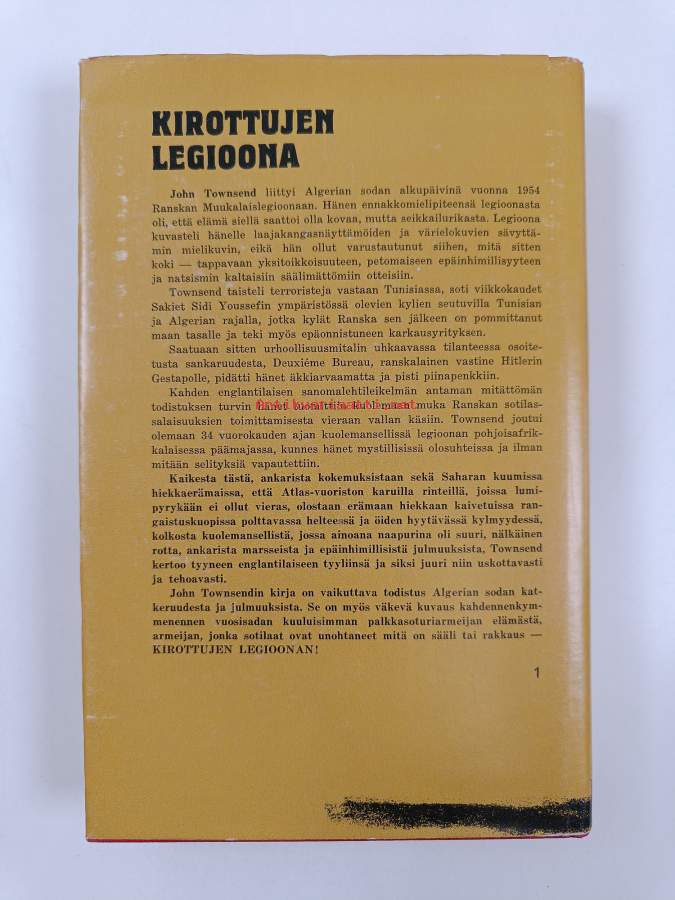 KIROTTUJEN
LEGIOONA
John Townsend liittyi Algerian sodan alkupäivinä vuonna 1954
Ranskan Muukalaislegioonaan. Hänen ennakkomielipiteensä legioonasta
oli, että elämä siellä saattoi olla kovaa, mutta seikkailurikasta. Legioona
kuvasteli hänelle laajakangasnäyttämöiden ja värielokuvien sävyttä-
min mielikuvin, eikä hän ollut varustautunut siihen, mitä sitten
koki — tappavaan yksitoikkoisuuteen, petomaiseen epäinhimillisyyteen
ja natsismin kaltaisiin säälimättömiin otteisiin.
Townsend taisteli terroristeja vastaan Tunisiassa, soti viikkokaudet
Sakiet Sidi Youssefin ympäristössä olevien kylien seutuvilla Tunisian
ja Algerian rajalla, jotka kylät Ranska sen jälkeen on pommittanut
maan tasalle ja teki myös epäonnistuneen karkausyrityksen.
Saatuaan sitten urhoollisuusmitalin uhkaavassa tilanteessa osoite-
tusta sankaruudesta, Deuxiéme Bureau, ranskalainen vastine Hitlerin
Gestapolle, pidätti hänet äkkiarvaamatta ja pisti piinapenkkiin.
Kahden englantilaisen sanomalehtileikelmän antaman mitättömän
todistuksen turvin hänet tuomittiin kuolemaan muka Ranskan sotilas-
salaisuuksien toimittamisesta vieraan vallan käsiin. Townsend joutui
olemaan 34 vuorokauden ajan kuolemansellissä legioonan pohjoisafrik-
kalaisessa päämajassa, kunnes hänet mystillisissä olosuhteissa ja ilman
mitään selityksiä vapautettiin.
Kaikesta tästä, ankarista kokemuksistaan sekä Saharan kuumissa
hiekkaerämaissa, että Atlas-vuoriston karuilla rinteillä, joissa lumi-
pyrykään ei ollut vieras, olostaan erämaan hiekkaan kaivetuissa ran-
gaistuskuopissa polttavassa helteessä ja öiden hyytävässä kylmyydessä,
kolkosta kuolemansellistä, jossa ainoana naapurina oli suuri, nälkäinen
rotta, ankarista marsseista ja epäinhimillisistä julmuuksista, Townsend
kertoo tyyneen englantilaiseen tyyliinsä ja siksi juuri niin uskottavasti
ja tehoavasti.
John Townsendin kirja on vaikuttava todistus Algerian sodan kat-
keruudesta ja julmuuksista. Se on myös väkevä kuvaus kahdennenkym-
menennen vuosisadan kuuluisimman palkkasoturiarmeijan elämästä,
armeijan, jonka sotilaat ovat unohtaneet mitä on sääli tai rakkaus —
KIROTTUJEN LEGIOONAN!
1